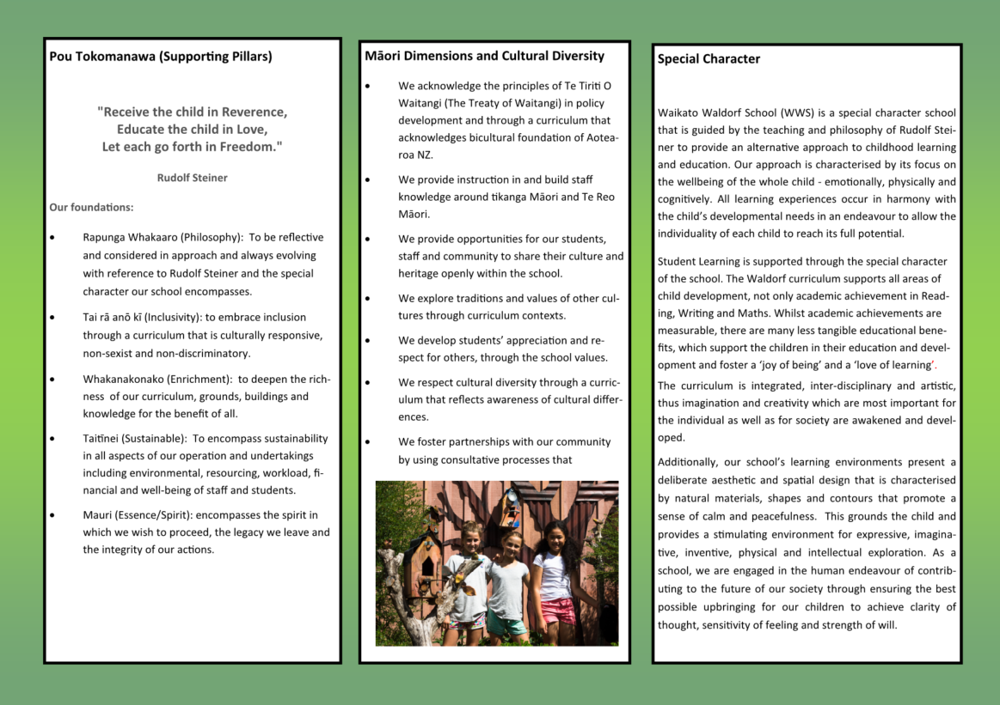 Pou Tokomanawa (Supporting Pillars)
"Receive the child in Reverence,
Educate the child in Love,
Let each go forth in Freedom."
Rudolf Steiner
Our foundations:
• Rapunga Whakaaro (Philosophy):  To be reflective
and considered in approach and always evolving
with reference to Rudolf Steiner and the special
character our school encompasses.
• Tai rā anō kī (Inclusivity): to embrace inclusion
through a curriculum that is culturally responsive,
non-sexist and non-discriminatory.
• Whakanakonako (Enrichment):  to deepen the rich-
ness  of our curriculum, grounds, buildings and
knowledge for the benefit of all.
• Taitīnei (Sustainable):  To encompass sustainability
in all aspects of our operation and undertakings
including environmental, resourcing, workload, fi-
nancial and well-being of staff and students.
• Mauri (Essence/Spirit): encompasses the spirit in
which we wish to proceed, the legacy we leave and
the integrity of our actions.
Māori Dimensions and Cultural Diversity
• We acknowledge the principles of Te Tiriti O
Waitangi (The Treaty of Waitangi) in policy
development and through a curriculum that
acknowledges bicultural foundation of Aotea-
roa NZ.
• We provide instruction in and build staff
knowledge around tikanga Māori and Te Reo
Māori.
• We provide opportunities for our students,
staff and community to share their culture and
heritage openly within the school.
• We explore traditions and values of other cul-
tures through curriculum contexts.
• We develop students’ appreciation and re-
spect for others, through the school values.
• We respect cultural diversity through a curric-
ulum that reflects awareness of cultural differ-
ences.
• We foster partnerships with our community
by using consultative processes that
Special Character
Waikato Waldorf School (WWS) is a special character school
that is guided by the teaching and philosophy of Rudolf Stei-
ner to provide an alternative approach to childhood learning
and education. Our approach is characterised by its focus on
the wellbeing of the whole child - emotionally, physically and
cognitively. All learning experiences occur in harmony with
the child’s developmental needs in an endeavour to allow the
individuality of each child to reach its full potential.
Student Learning is supported through the special character
of the school. The Waldorf curriculum supports all areas of
child development, not only academic achievement in Read-
ing, Writing and Maths. Whilst academic achievements are
measurable, there are many less tangible educational bene-
fits, which support the children in their education and devel-
opment and foster a ‘joy of being’ and a ‘love of learning’.
The curriculum is integrated, inter-disciplinary and artistic,
thus imagination and creativity which are most important for
the individual as well as for society are awakened and devel-
oped.
Additionally, our school’s learning environments present a
deliberate aesthetic and spatial design that is characterised
by natural materials, shapes and contours that promote a
sense of calm and peacefulness.  This grounds the child and
provides a stimulating environment for expressive, imagina-
tive, inventive, physical and intellectual exploration. As a
school, we are engaged in the human endeavour of contrib-
uting to the future of our society through ensuring the best
possible upbringing for our children to achieve clarity of
thought, sensitivity of feeling and strength of will.